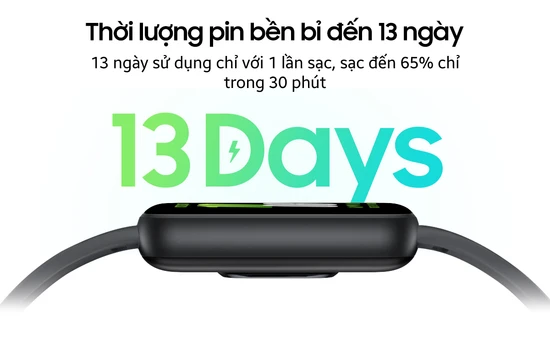 Thời lượng pin bền bỉ đến 13 ngày
13 ngày sử dụng chỉ với 1 lần sạc, sạc đến 65% chỉ
trong 30 phút
13 Days